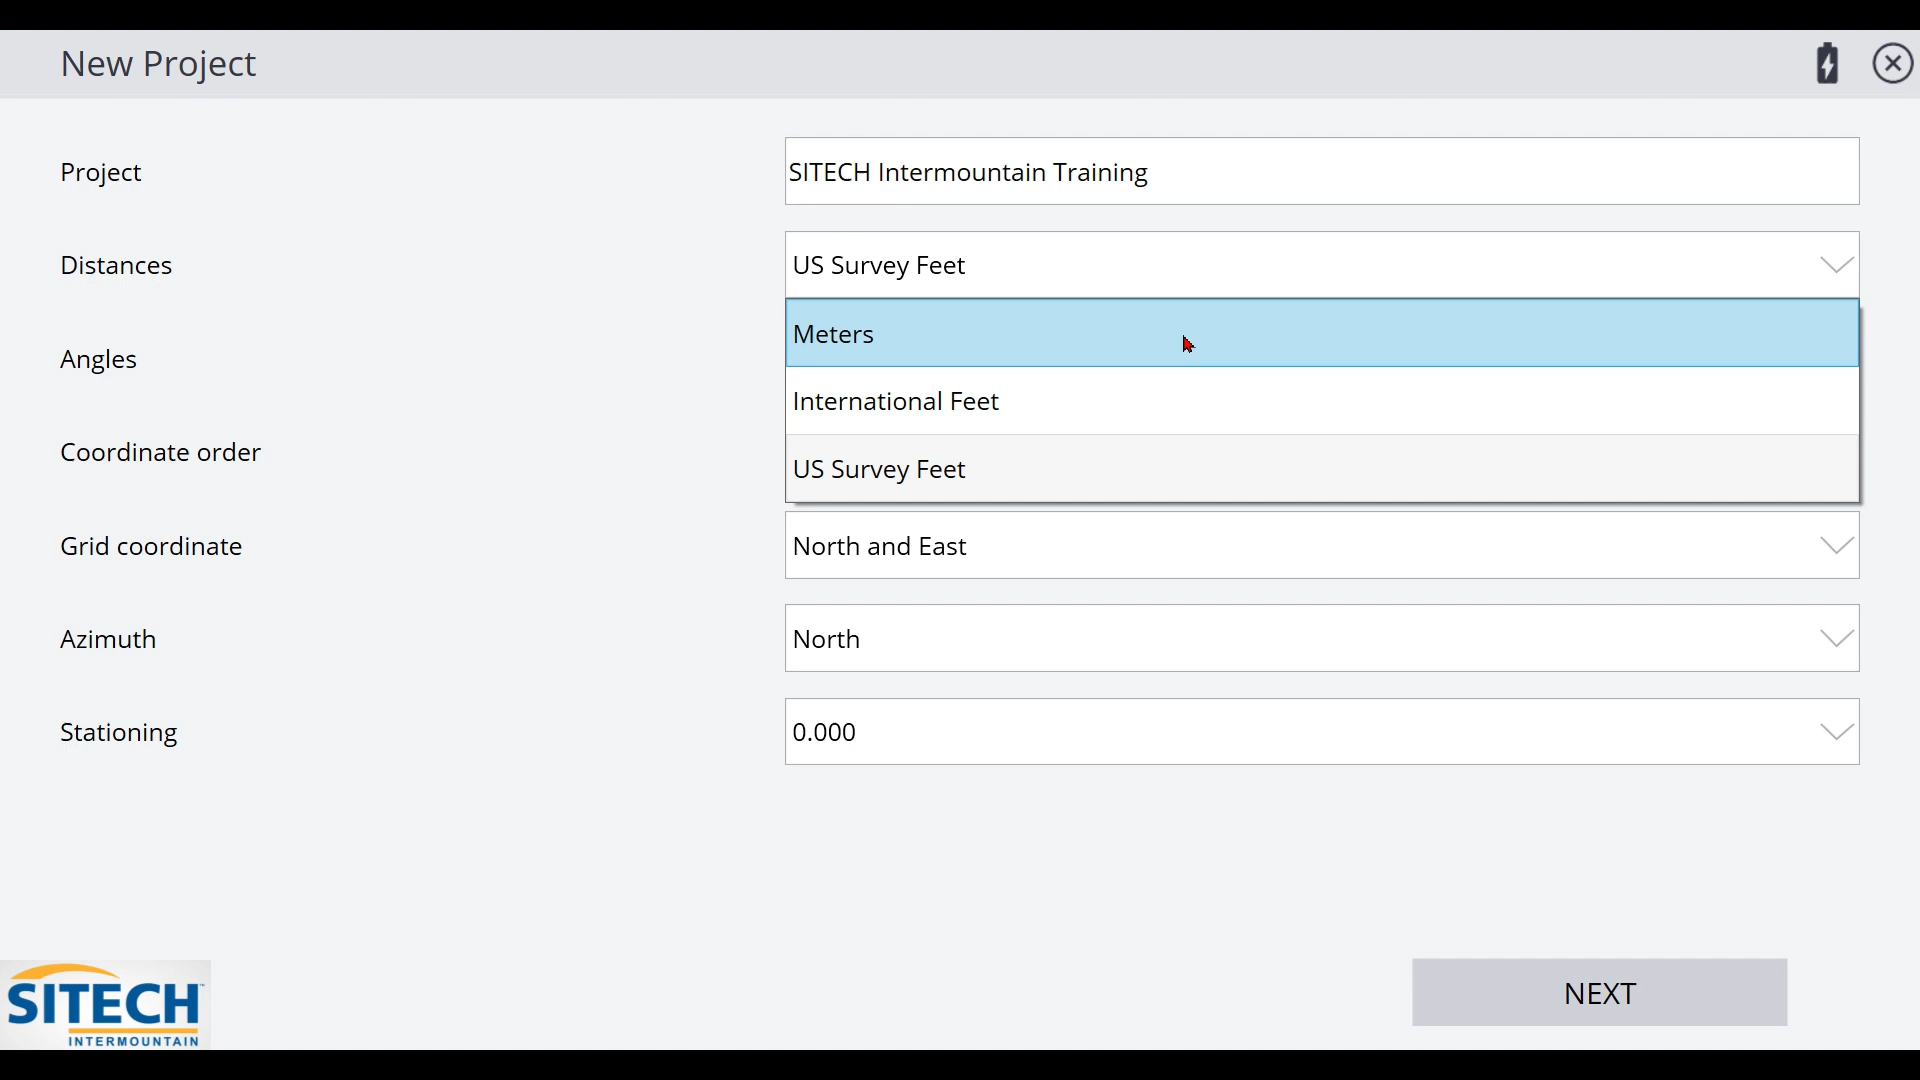 New Project
Project
SITECH Intermountain Training
Distances
US Survey Feet
Meters
Angles
International Feet
Coordinate order
US Survey Feet
Grid coordinate
North and East
Azimuth
North
Stationing
0.000
SITECH
INTERMOUNTAIN
NEXT